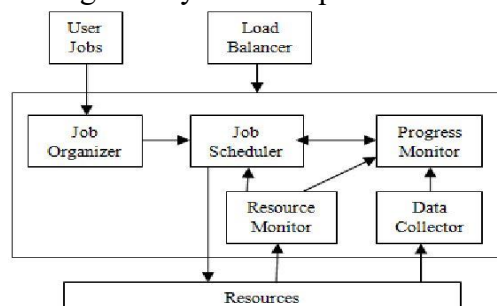 User
Jobs
Load
Balancer
Job
Organizer
Job
Scheduler
Progress
Monitor
Resource
Monitor
Data
Collector
Resources